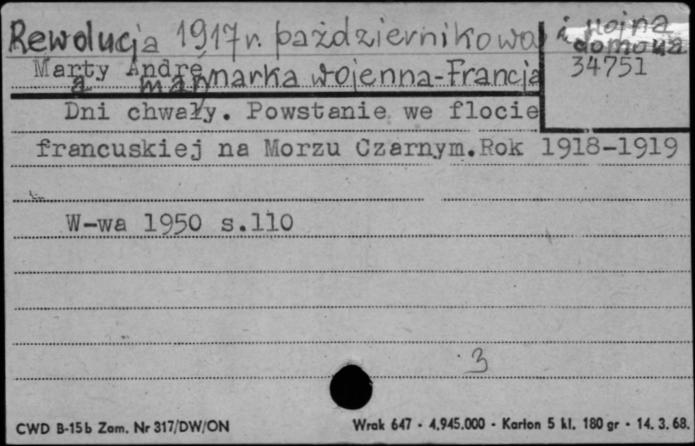 Rewolucja 1917 r. październikowa i wojna
domowa
Marty André 34751
a marynarka wojenna-Francja
Dni chwały. Powstanie we flocie
francuskiej na Morzu Czarnym. Rok 1918-1919
W-wa 1950 s.110
3
CWD B-15b Zam. Nr 317/DW/ON Wrak 647 - 4.945.000 - Karton 5 kl. 180 gr - 14. 3. 68.